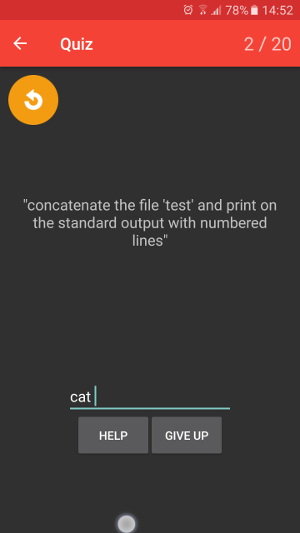 78% 14:52
Quiz 2 / 20
"concatenate the file 'test' and print on
the standard output with numbered
lines"
cat
HELP GIVE UP